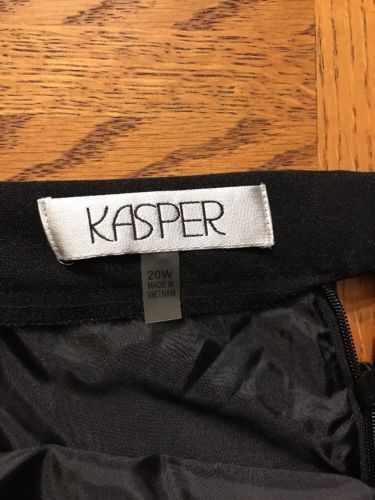 KASPER
20W
MADE IN
VIETNAM